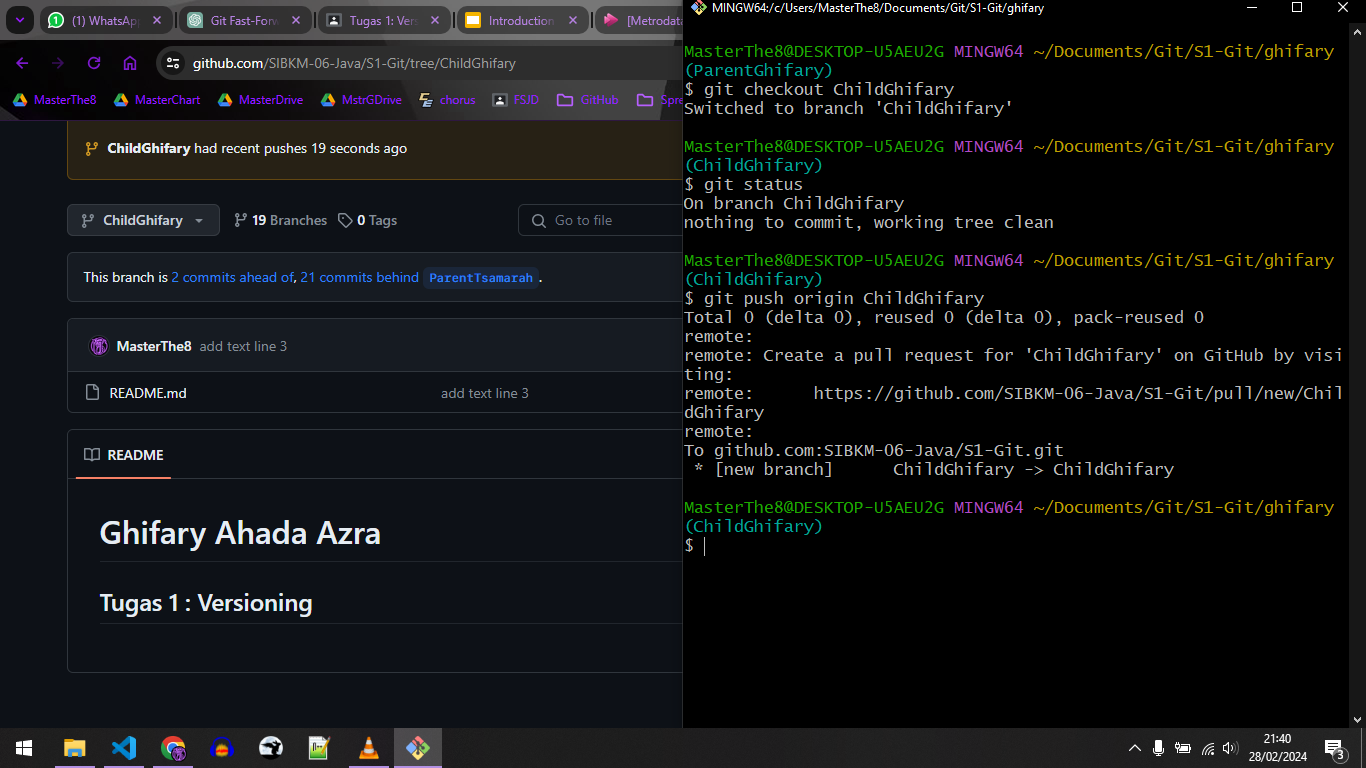 (1) WhatsAp
Git Fast-Forw
Tugas 1: Versi
Introduction
[Metrodata
github.com/SIBKM-06-Java/S1-Git/tree/ChildGhifary
MasterThe8
MasterChart
MasterDrive
MstrGDrive
chorus
FSJD
GitHub
Spre
ChildGhifary had recent pushes 19 seconds ago
ChildGhifary
19 Branches
0 Tags
Go to file
This branch is 2 commits ahead of, 21 commits behind ParentTsamarah.
MasterThe8 add text line 3
README.md add text line 3
README
Ghifary Ahada Azra
Tugas 1 : Versioning
MINGW64:/c/Users/MasterThe8/Documents/Git/S1-Git/ghifary
MasterThe8@DESKTOP-U5AEU2G MINGW64 ~/Documents/Git/S1-Git/ghifary
(ParentGhifary)
$ git checkout ChildGhifary
Switched to branch 'ChildGhifary'
MasterThe8@DESKTOP-U5AEU2G MINGW64 ~/Documents/Git/S1-Git/ghifary
(ChildGhifary)
$ git status
On branch ChildGhifary
nothing to commit, working tree clean
MasterThe8@DESKTOP-U5AEU2G MINGW64 ~/Documents/Git/S1-Git/ghifary
(ChildGhifary)
$ git push origin ChildGhifary
Total 0 (delta 0), reused 0 (delta 0), pack-reused 0
remote:
remote: Create a pull request for 'ChildGhifary' on GitHub by visi
ting:
remote:      https://github.com/SIBKM-06-Java/S1-Git/pull/new/Chil
dGhifary
remote:
To github.com:SIBKM-06-Java/S1-Git.git
 * [new branch]      ChildGhifary -> ChildGhifary
MasterThe8@DESKTOP-U5AEU2G MINGW64 ~/Documents/Git/S1-Git/ghifary
(ChildGhifary)
$
21:40
28/02/2024
3